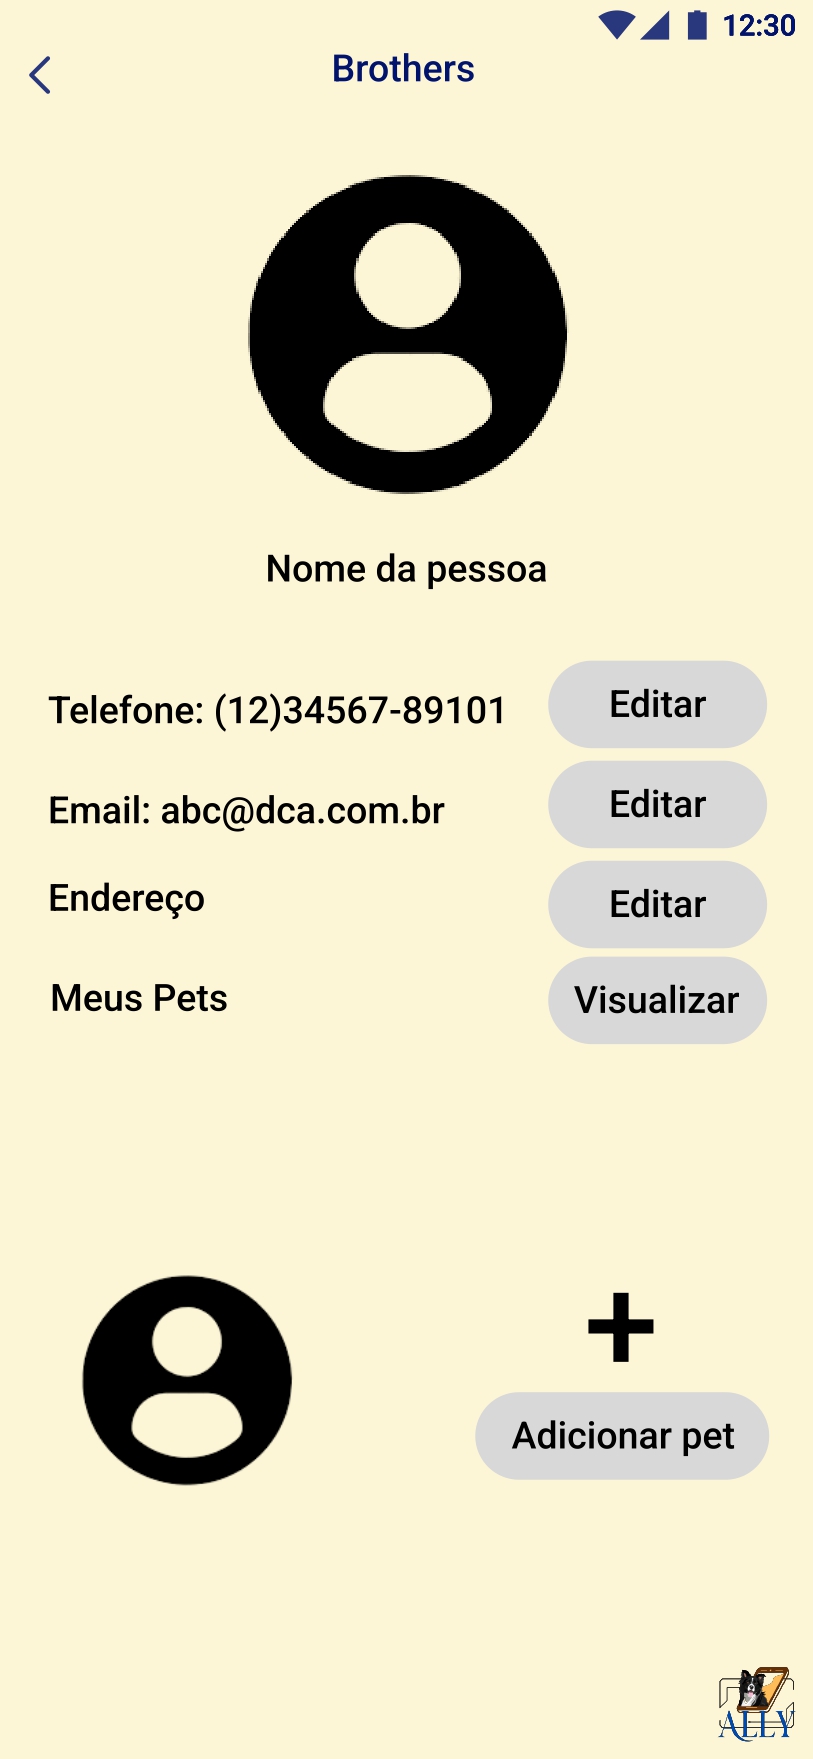 12:30
Brothers
Nome da pessoa
Telefone: (12)34567-89101
Editar
Email: abc@dca.com.br
Editar
Endereço
Editar
Meus Pets
Visualizar
+
Adicionar pet
ALLY